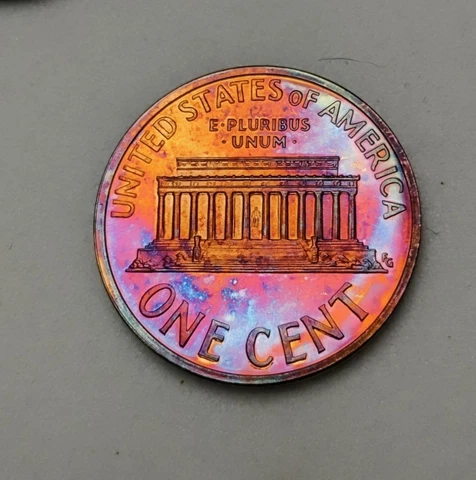 UNITED STATES OF AMERICA
E·PLURIBUS
·UNUM·
FG
ONE CENT